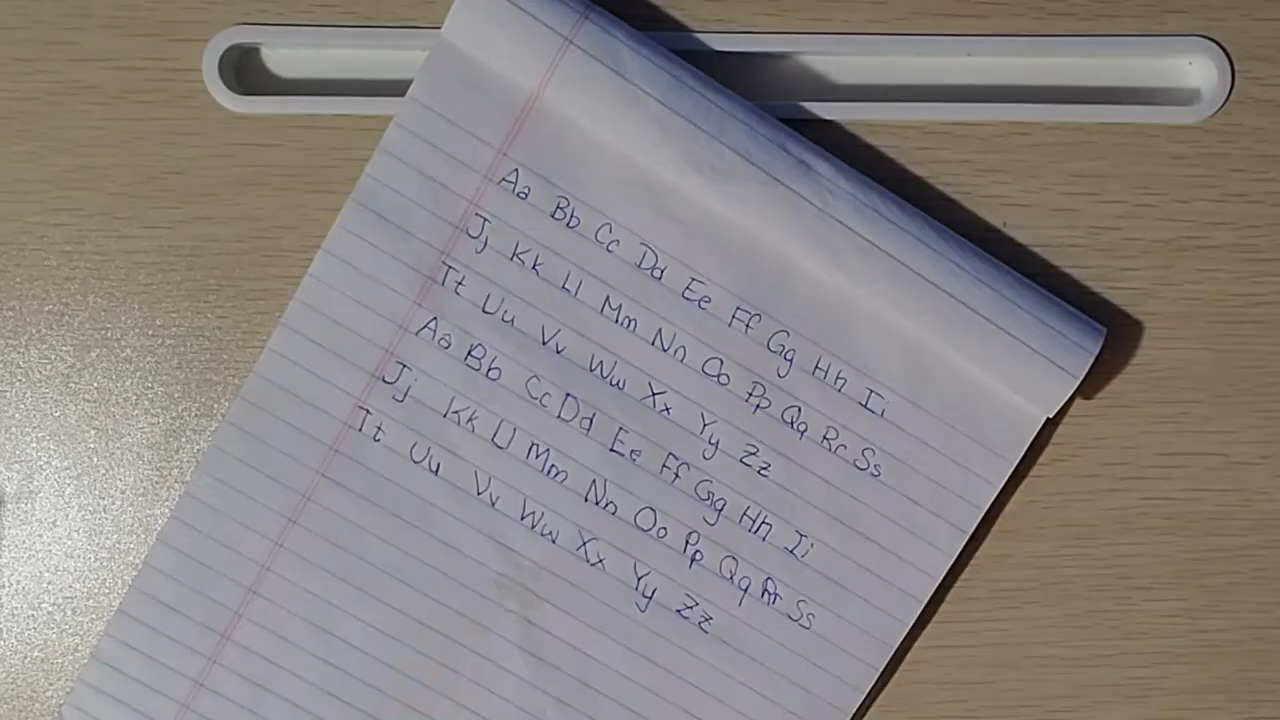 Aa Bb Cc Dd Ee Ff Gg Hh Ii
Jj Kk Ll Mm Nn Oo Pp Qq Rr Ss
Tt Uu Vv Ww Xx Yy Zz
Aa Bb Cc Dd Ee Ff Gg Hh Ii
Jj Kk Ll Mm Nn Oo Pp Qq Rr Ss
Tt Uu Vv Ww Xx Yy Zz